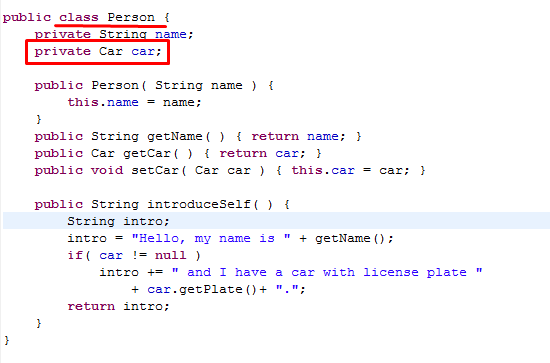 public class Person {
private String name;
private Car car;
public Person( String name ) {
this.name = name;
}
public String getName( ) { return name; }
public Car getCar( ) { return car; }
public void setCar( Car car ) { this.car = car; }
public String introduceSelf( ) {
String intro;
intro = "Hello, my name is " + getName();
if( car != null )
intro += " and I have a car with license plate "
+ car.getPlate()+ ".";
return intro;
}
}